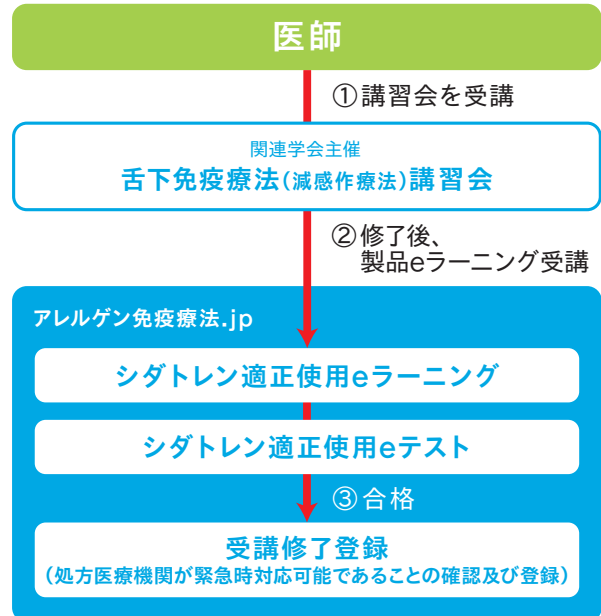 医師
①講習会を受講
関連学会主催
舌下免疫療法(減感作療法)講習会
②修了後、
製品eラーニング受講
アレルゲン免疫療法.jp
シダトレン適正使用eラーニング
シダトレン適正使用eテスト
③合格
受講修了登録
(処方医療機関が緊急時対応可能であることの確認及び登録)